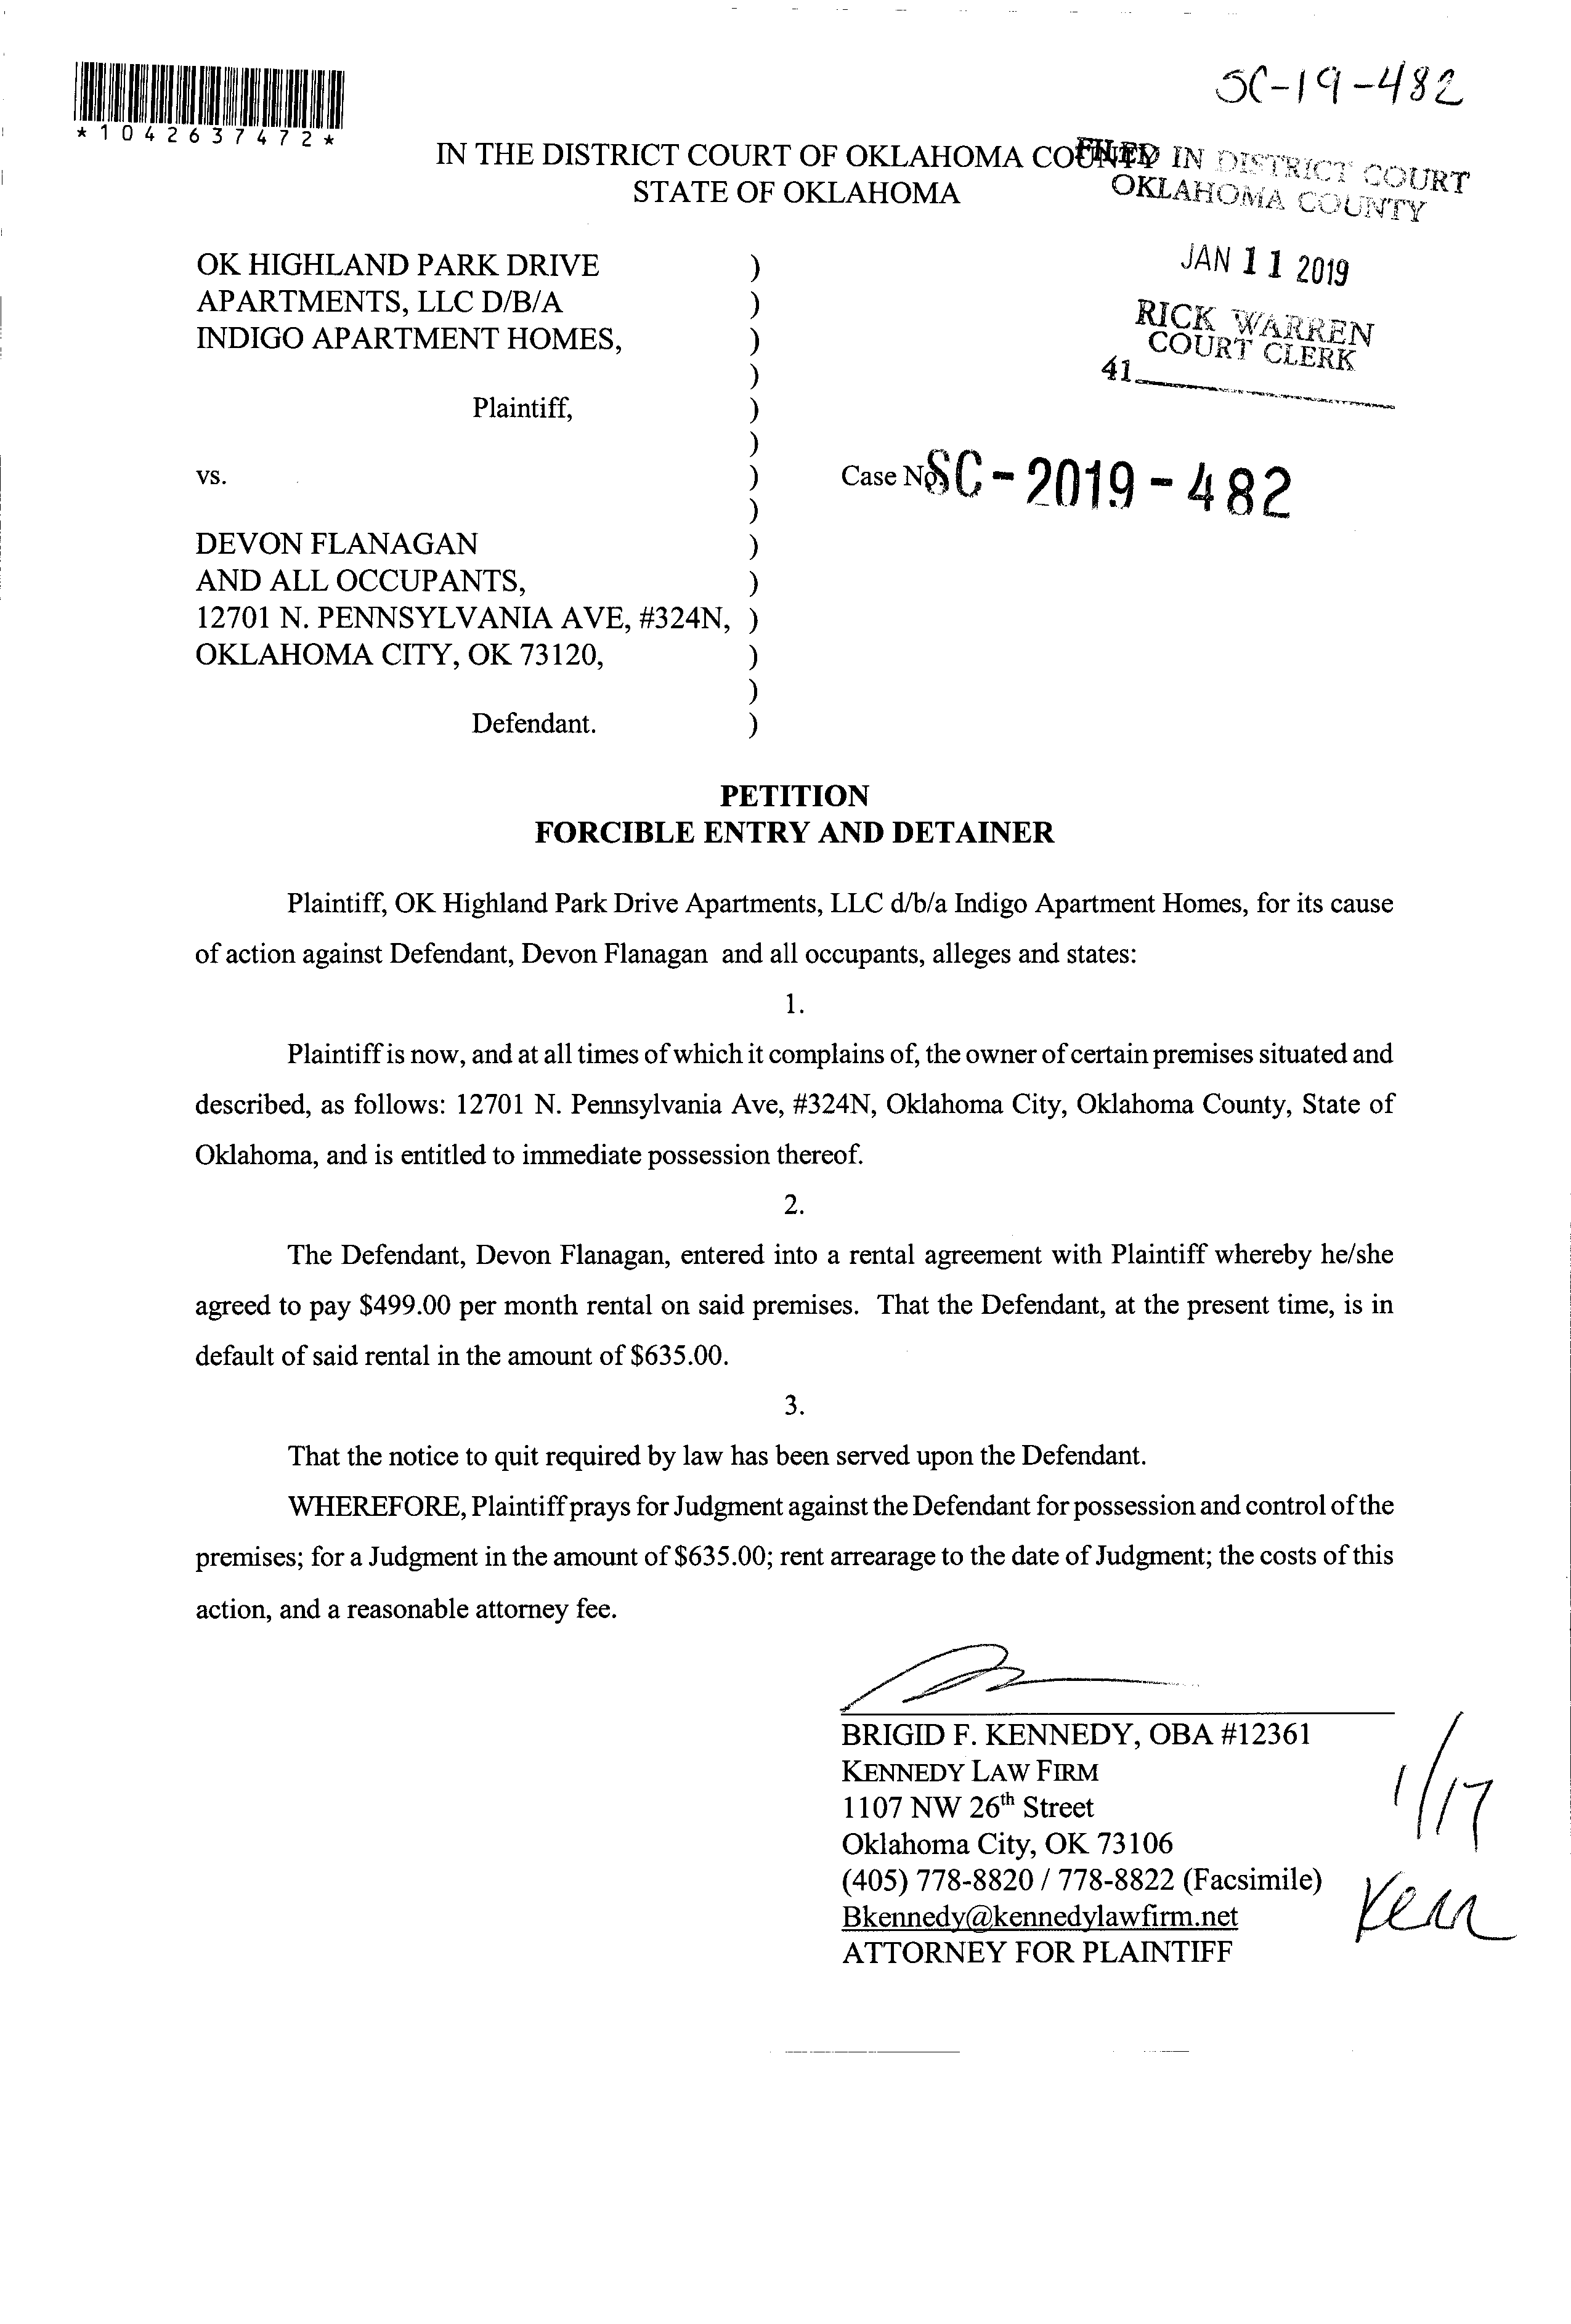 SC-19-482
*1042637472*
IN THE DISTRICT COURT OF OKLAHOMA COUNTY
STATE OF OKLAHOMA
FILED IN DISTRICT COURT
OKLAHOMA COUNTY
JAN 11 2019
RICK WARREN
COURT CLERK
41
OK HIGHLAND PARK DRIVE )
APARTMENTS, LLC D/B/A )
INDIGO APARTMENT HOMES, )
)
Plaintiff, )
)
vs. ) Case No. SC-2019-482
)
DEVON FLANAGAN )
AND ALL OCCUPANTS, )
12701 N. PENNSYLVANIA AVE, #324N, )
OKLAHOMA CITY, OK 73120, )
)
Defendant. )
PETITION
FORCIBLE ENTRY AND DETAINER
Plaintiff, OK Highland Park Drive Apartments, LLC d/b/a Indigo Apartment Homes, for its cause
of action against Defendant, Devon Flanagan and all occupants, alleges and states:
1.
Plaintiff is now, and at all times of which it complains of, the owner of certain premises situated and
described, as follows: 12701 N. Pennsylvania Ave, #324N, Oklahoma City, Oklahoma County, State of
Oklahoma, and is entitled to immediate possession thereof.
2.
The Defendant, Devon Flanagan, entered into a rental agreement with Plaintiff whereby he/she
agreed to pay $499.00 per month rental on said premises. That the Defendant, at the present time, is in
default of said rental in the amount of $635.00.
3.
That the notice to quit required by law has been served upon the Defendant.
WHEREFORE, Plaintiff prays for Judgment against the Defendant for possession and control of the
premises; for a Judgment in the amount of $635.00; rent arrearage to the date of Judgment; the costs of this
action, and a reasonable attorney fee.
BRIGID F. KENNEDY, OBA #12361
KENNEDY LAW FIRM
1107 NW 26th Street
Oklahoma City, OK 73106
(405) 778-8820 / 778-8822 (Facsimile)
Bkennedy@kennedylawfirm.net
ATTORNEY FOR PLAINTIFF
1/17